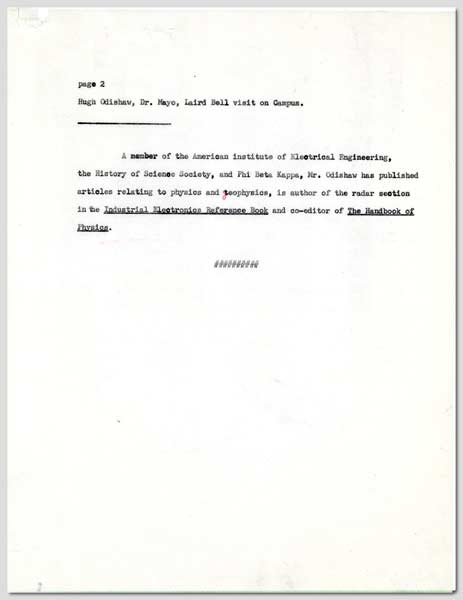 page 2
Hugh Odishaw, Dr. Mayo, Laird Bell visit on Campus.
A member of the American institute of Electrical Engineering,
the History of Science Society, and Phi Beta Kappa, Mr. Odishaw has published
articles relating to physics and geophysics, is author of the radar section
in the Industrial Electronics Reference Book and co-editor of The Handbook of
Physics.
##########